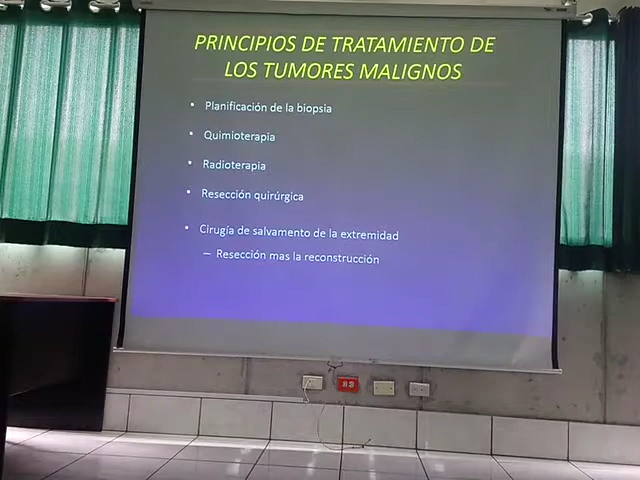 PRINCIPIOS DE TRATAMIENTO DE
LOS TUMORES MALIGNOS
• Planificación de la biopsia
• Quimioterapia
• Radioterapia
• Resección quirúrgica
• Cirugía de salvamento de la extremidad
– Resección mas la reconstrucción